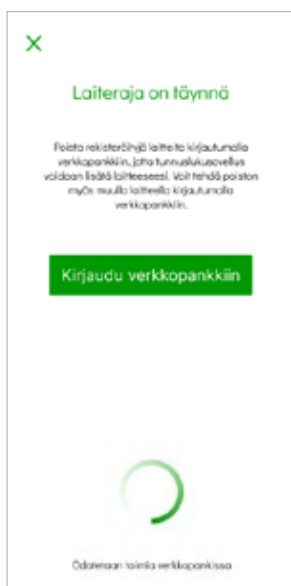 Laiteraja on täynnä
Poista rekisteröityjä laitteita kirjautumalla
verkkopankkiin, jotta tunnuslukusovellus
voidaan lisätä laitteeseesi. Voit tehdä poiston
myös muulla laitteella kirjautumalla
verkkopankkiin.
Kirjaudu verkkopankkiin
Odotetaan toimia verkkopankissa